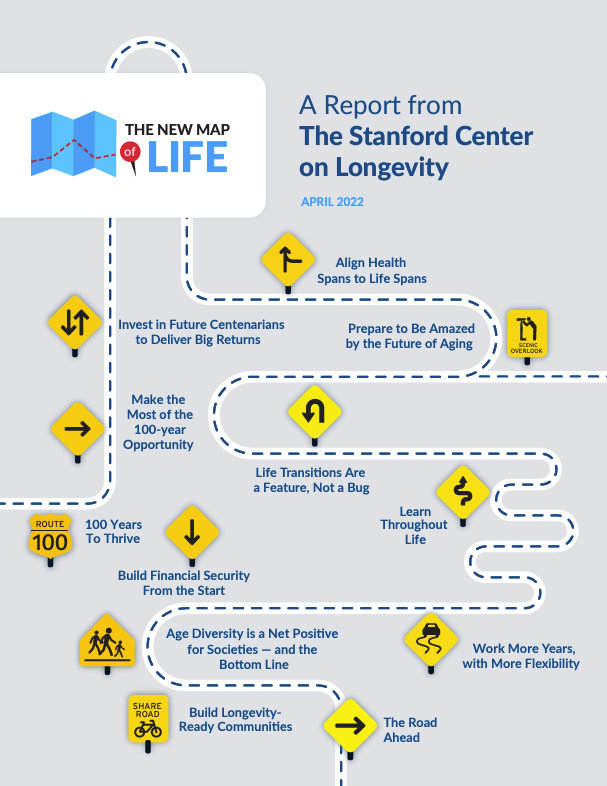 THE NEW MAP
of LIFE
A Report from
The Stanford Center
on Longevity
APRIL 2022
Align Health
Spans to Life Spans
Invest in Future Centenarians
to Deliver Big Returns
Prepare to Be Amazed
by the Future of Aging
SCENIC
OVERLOOK
Make the
Most of the
100-year
Opportunity
Life Transitions Are
a Feature, Not a Bug
Learn
Throughout
Life
ROUTE
100
100 Years
To Thrive
Build Financial Security
From the Start
Age Diversity is a Net Positive
for Societies — and the
Bottom Line
Work More Years,
with More Flexibility
SHARE
ROAD
Build Longevity-
Ready Communities
The Road
Ahead